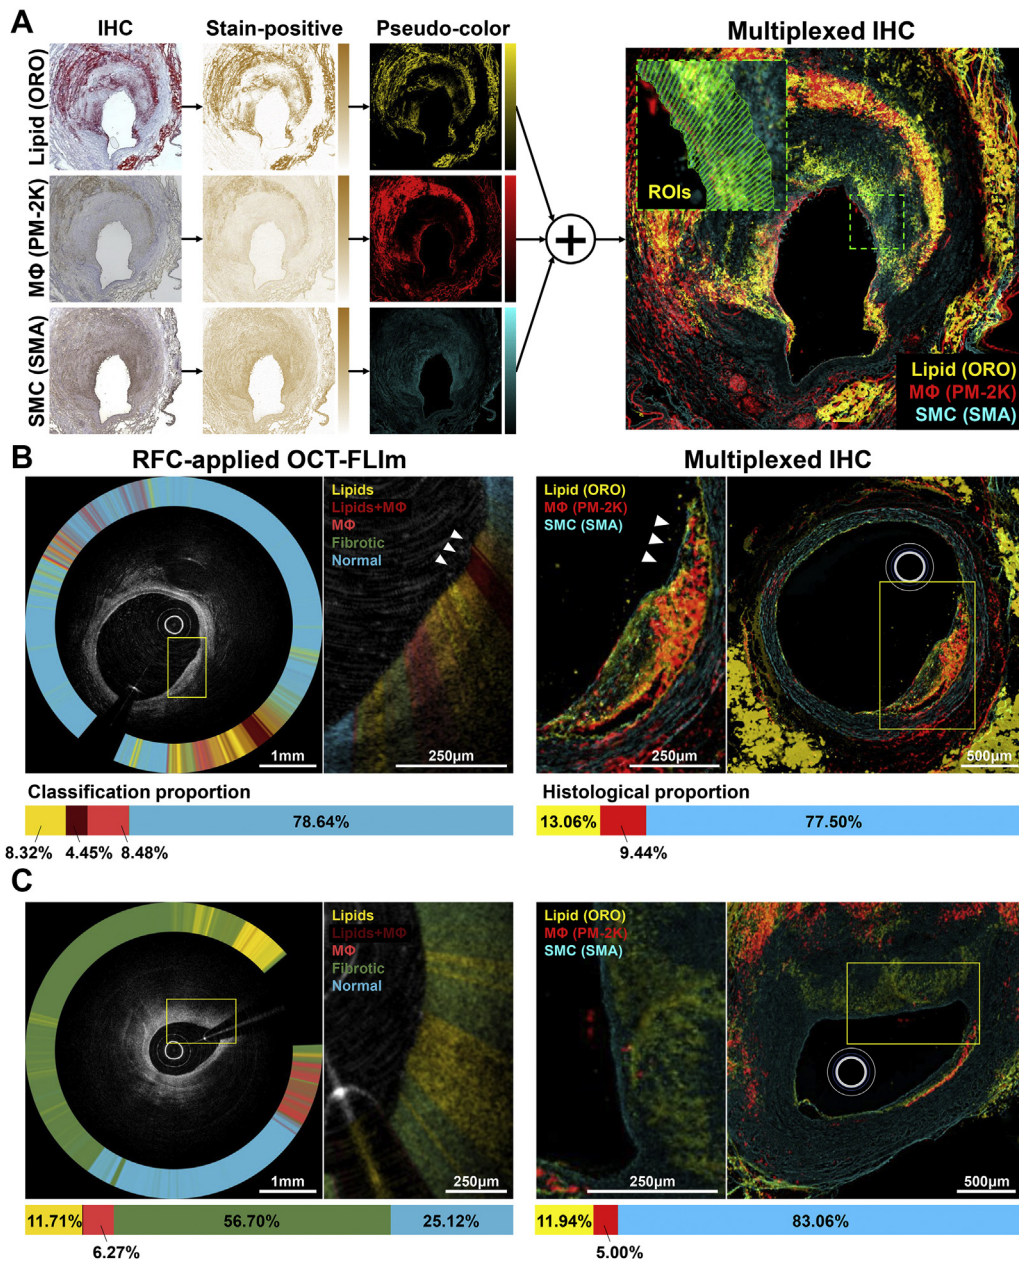 A
IHC
Stain-positive
Pseudo-color
Multiplexed IHC
Lipid (ORO)
MΦ (PM-2K)
SMC (SMA)
ROIs
Lipid (ORO)
MΦ (PM-2K)
SMC (SMA)
B
RFC-applied OCT-FLIm
Multiplexed IHC
Lipids
Lipids+MΦ
MΦ
Fibrotic
Normal
Lipid (ORO)
MΦ (PM-2K)
SMC (SMA)
1mm
250μm
250μm
500μm
Classification proportion
Histological proportion
78.64%
13.06%
77.50%
8.32%
4.45%
8.48%
9.44%
C
Lipids
Lipids+MΦ
MΦ
Fibrotic
Normal
Lipid (ORO)
MΦ (PM-2K)
SMC (SMA)
1mm
250μm
250μm
500μm
11.71%
56.70%
25.12%
11.94%
83.06%
6.27%
5.00%